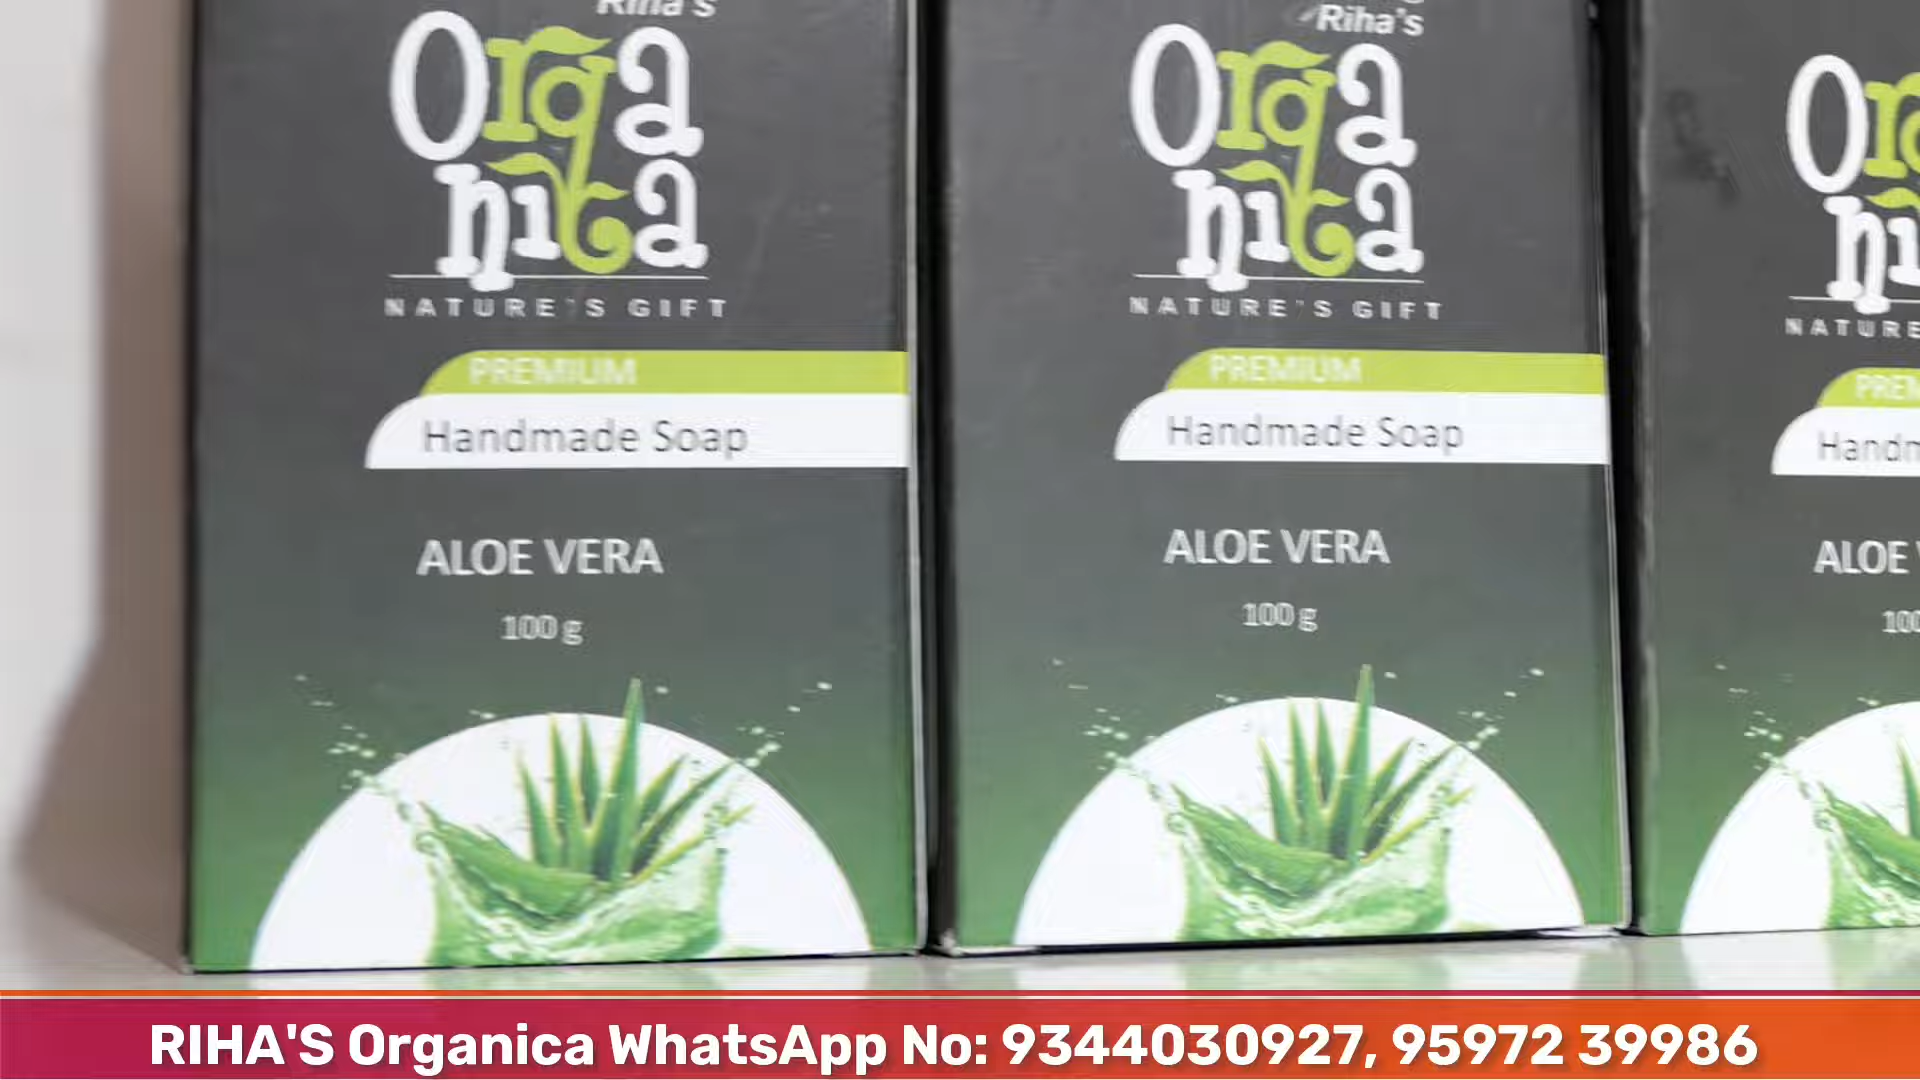 Riha's
Orga
nita
NATURE'S GIFT
PREMIUM
Handmade Soap
ALOE VERA
100 g
Riha's
Orga
nita
NATURE'S GIFT
PREMIUM
Handmade Soap
ALOE VERA
100 g
RIHA'S Organica WhatsApp No: 9344030927, 95972 39986